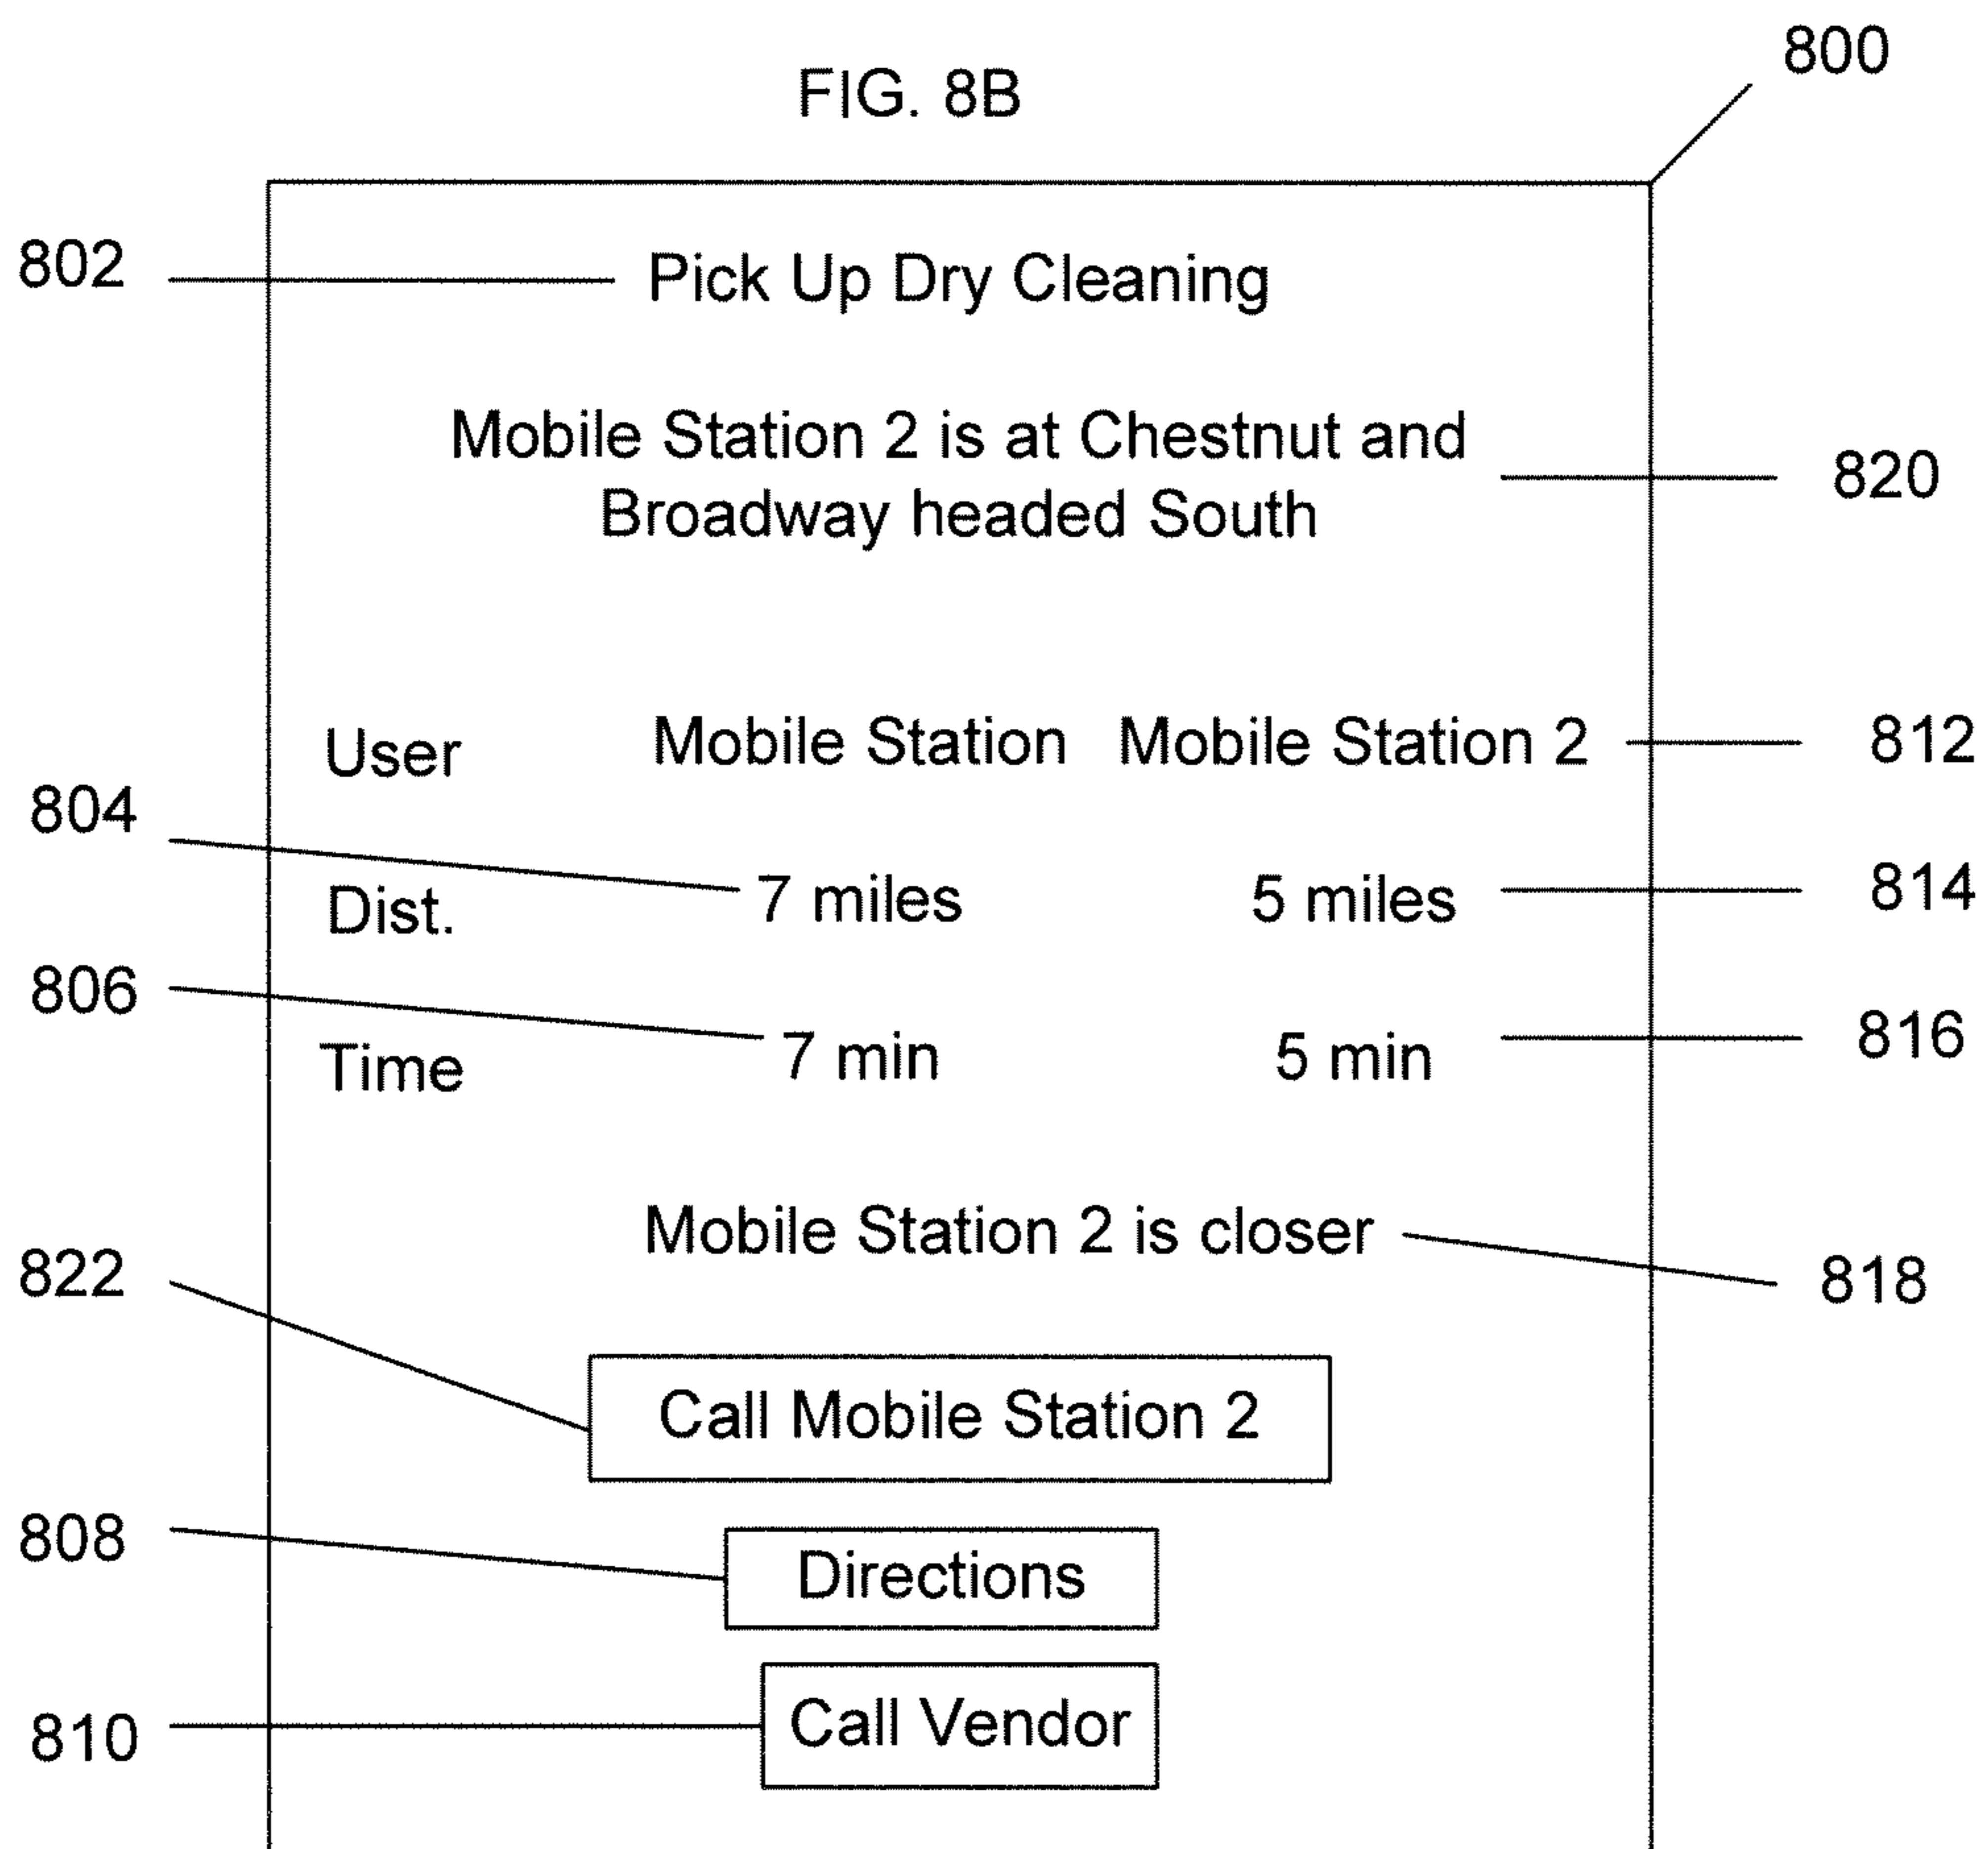 800
FIG. 8B
802
Pick Up Dry Cleaning
Mobile Station 2 is at Chestnut and
820
Broadway headed South
User
Mobile Station
Mobile Station 2
812
804
Dist.
7 miles
5 miles
814
806
Time
7 min
5 min
816
Mobile Station 2 is closer
818
822
Call Mobile Station 2
808
Directions
810
Call Vendor